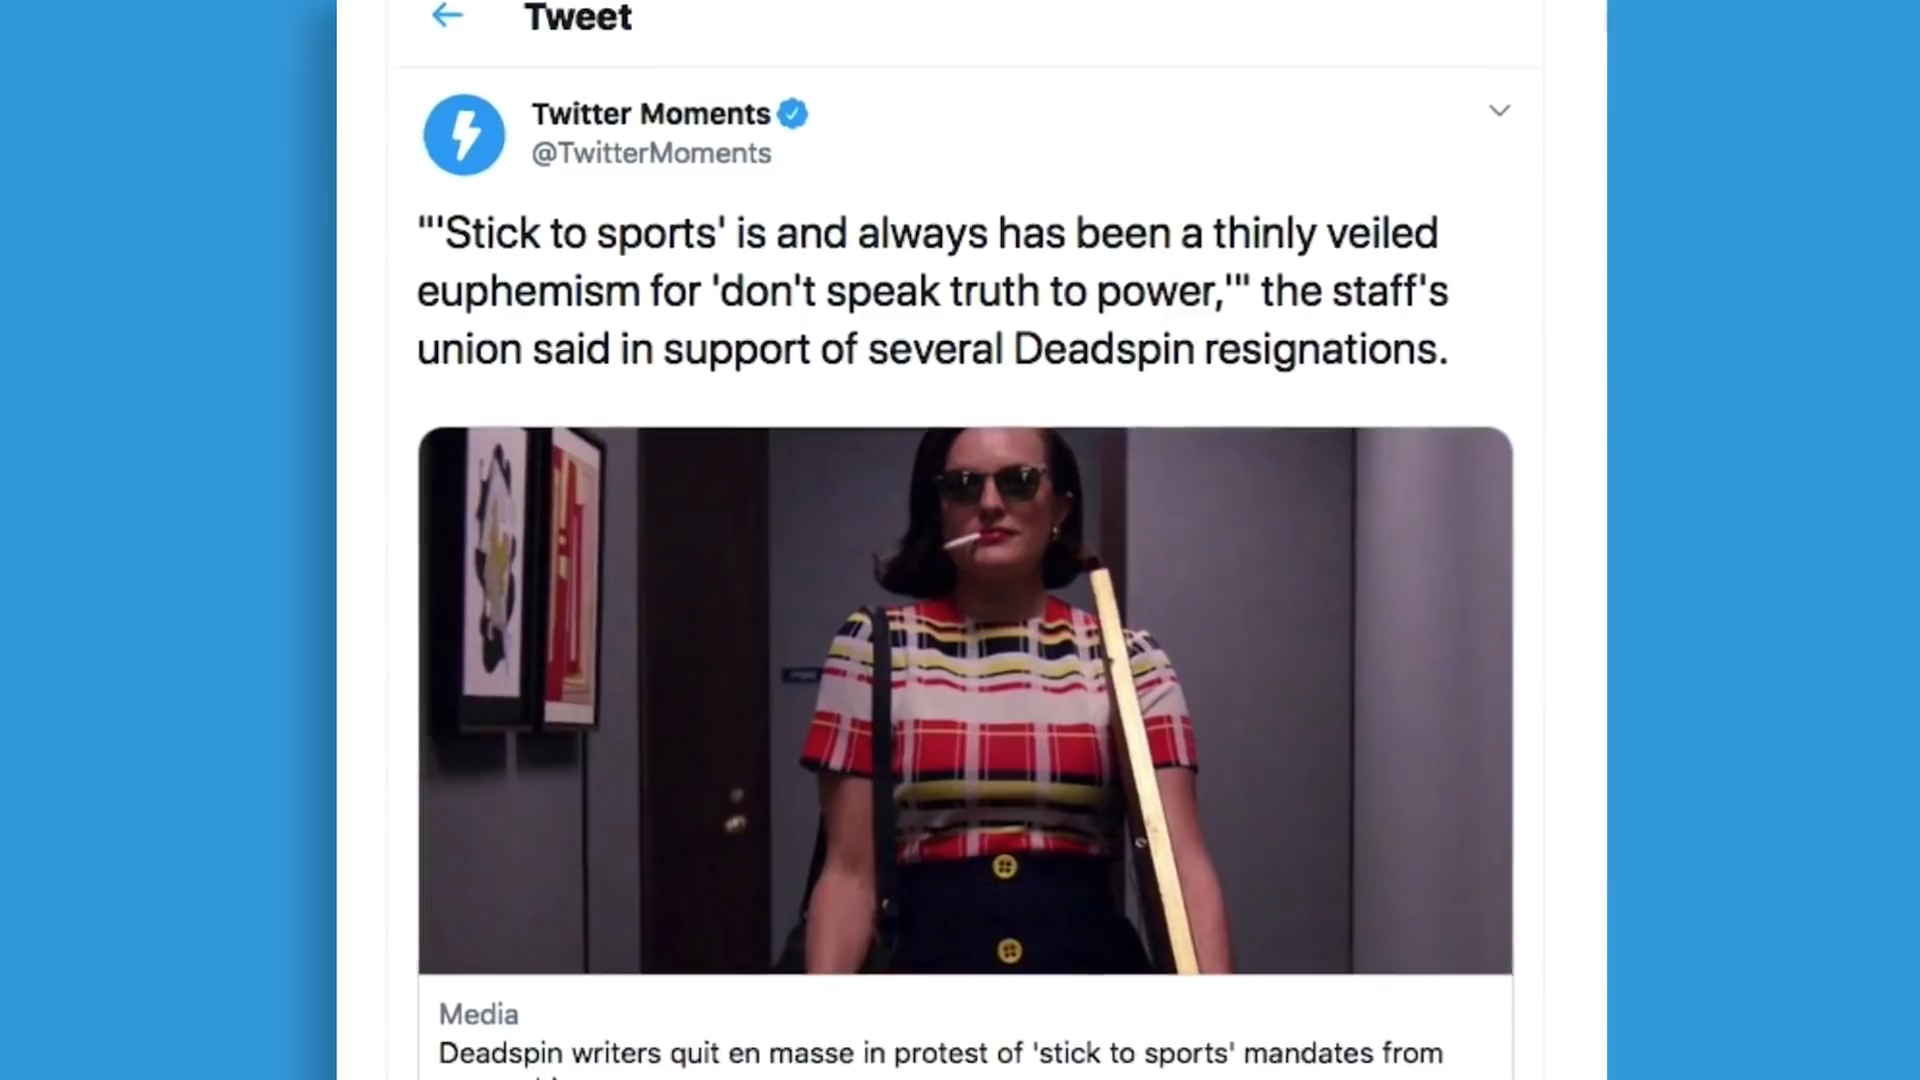 Tweet
Twitter Moments
@TwitterMoments
"'Stick to sports' is and always has been a thinly veiled
euphemism for 'don't speak truth to power,'" the staff's
union said in support of several Deadspin resignations.
Media
Deadspin writers quit en masse in protest of 'stick to sports' mandates from